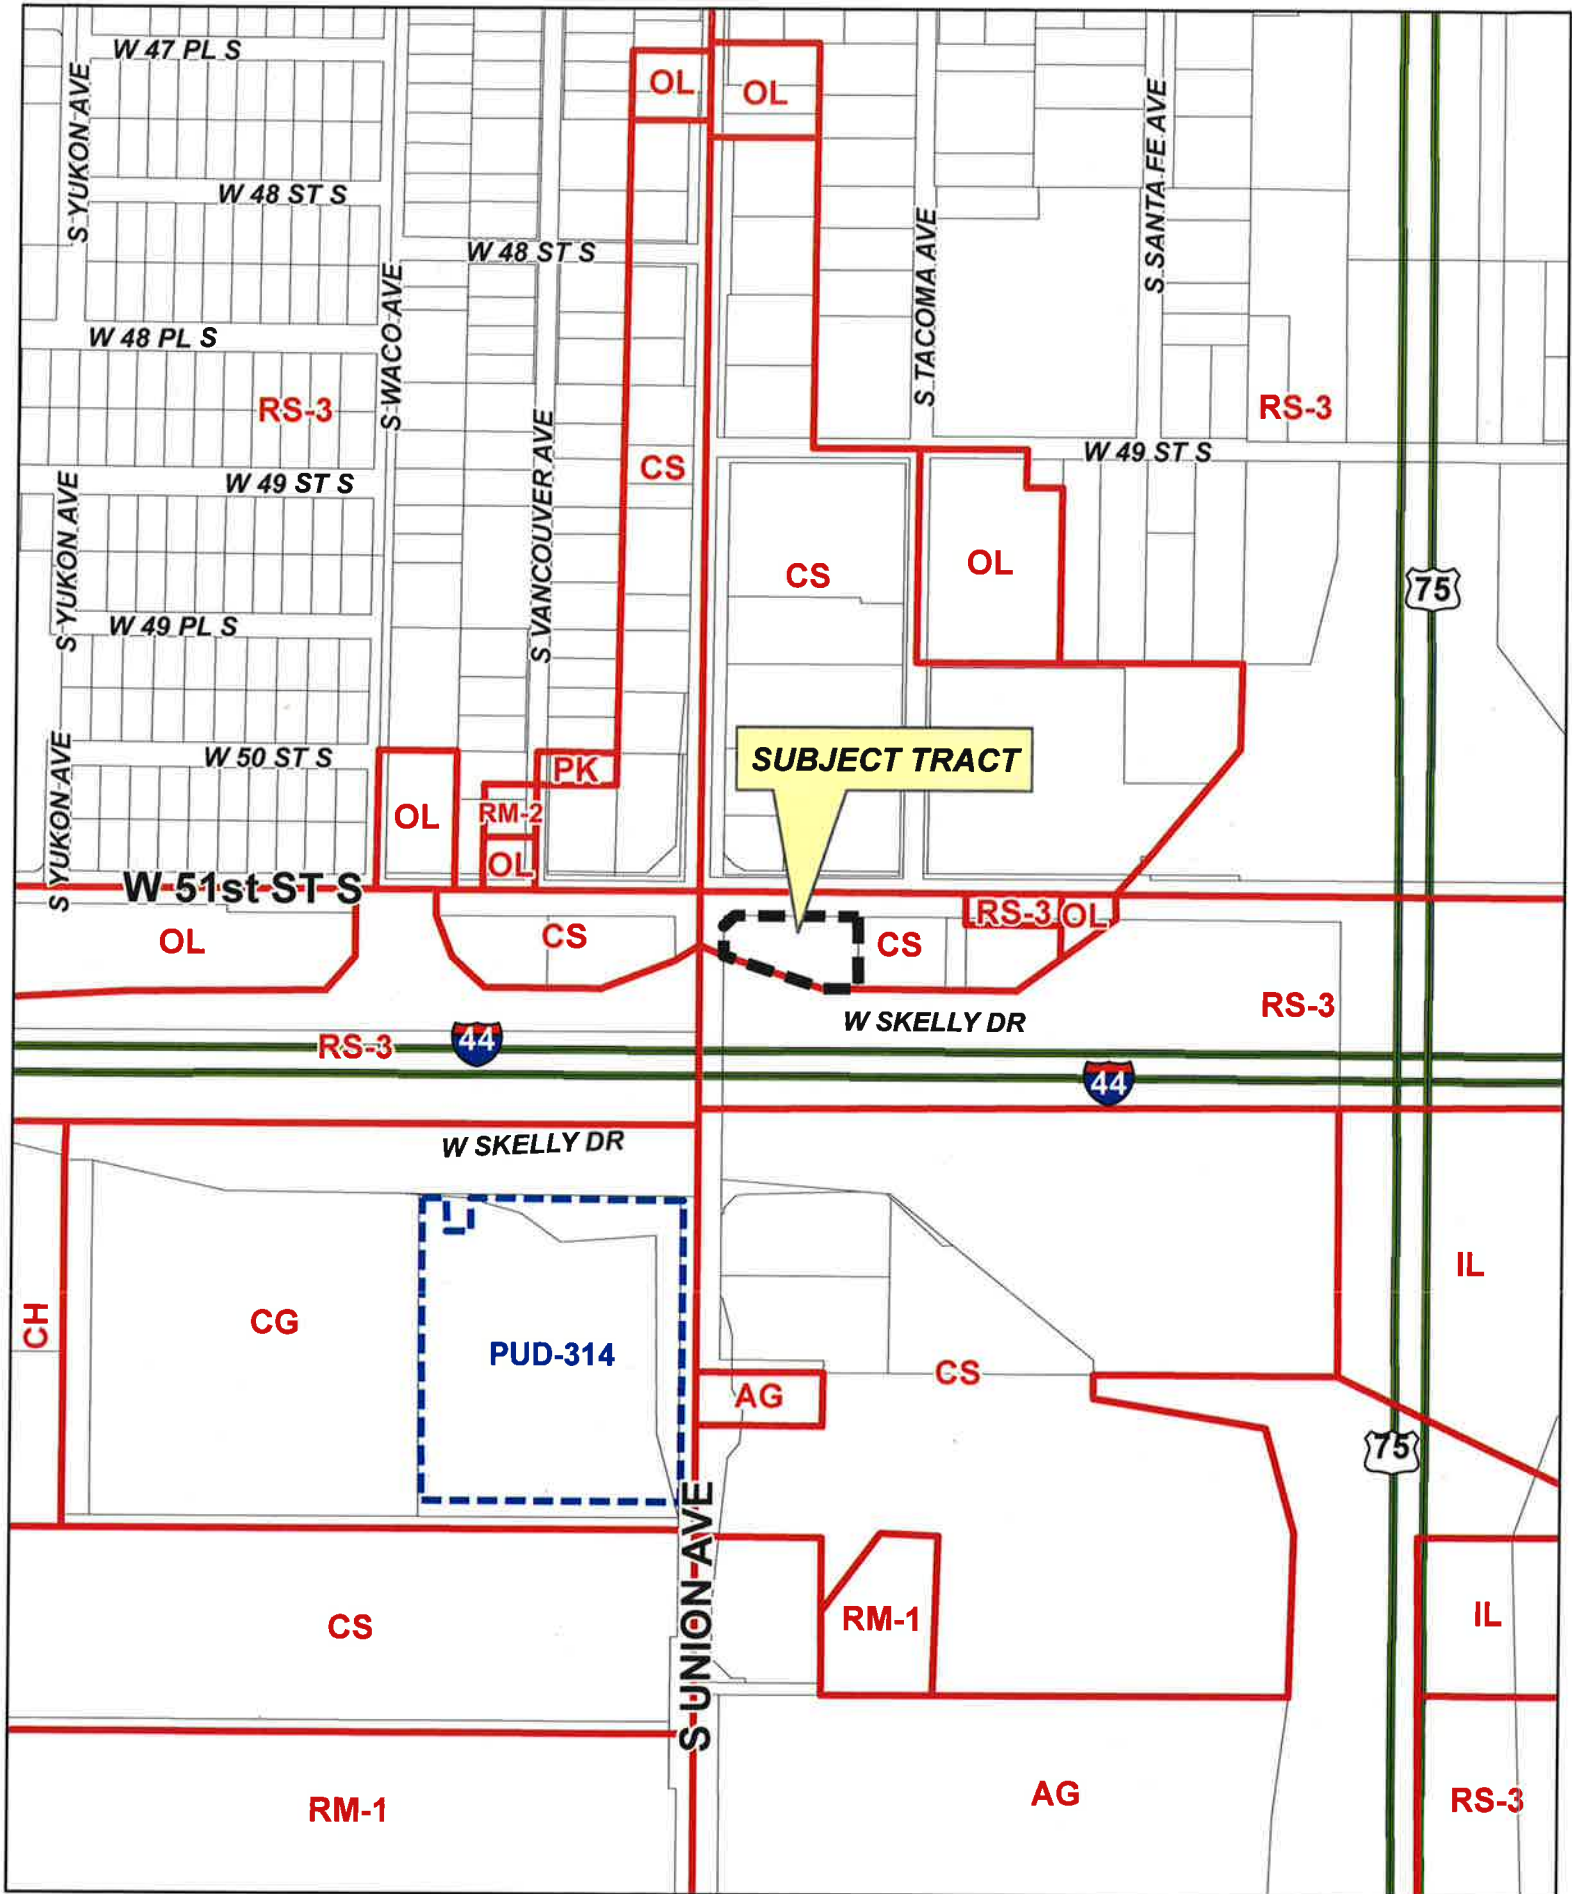 W 47 PL S
S YUKON AVE
OL
OL
S SANTA FE AVE
W 48 ST S
W 48 ST S
S TACOMA AVE
S WACO AVE
W 48 PL S
RS-3
RS-3
W 49 ST S
CS
W 49 ST S
S YUKON AVE
S VANCOUVER AVE
CS
OL
75
W 49 PL S
S YUKON AVE
W 50 ST S
PK
SUBJECT TRACT
OL
RM-2
OL
W 51st ST S
RS-3
OL
OL
CS
CS
RS-3
W SKELLY DR
RS-3
44
44
W SKELLY DR
IL
CH
CG
PUD-314
CS
AG
75
S UNION AVE
CS
RM-1
IL
RM-1
AG
RS-3